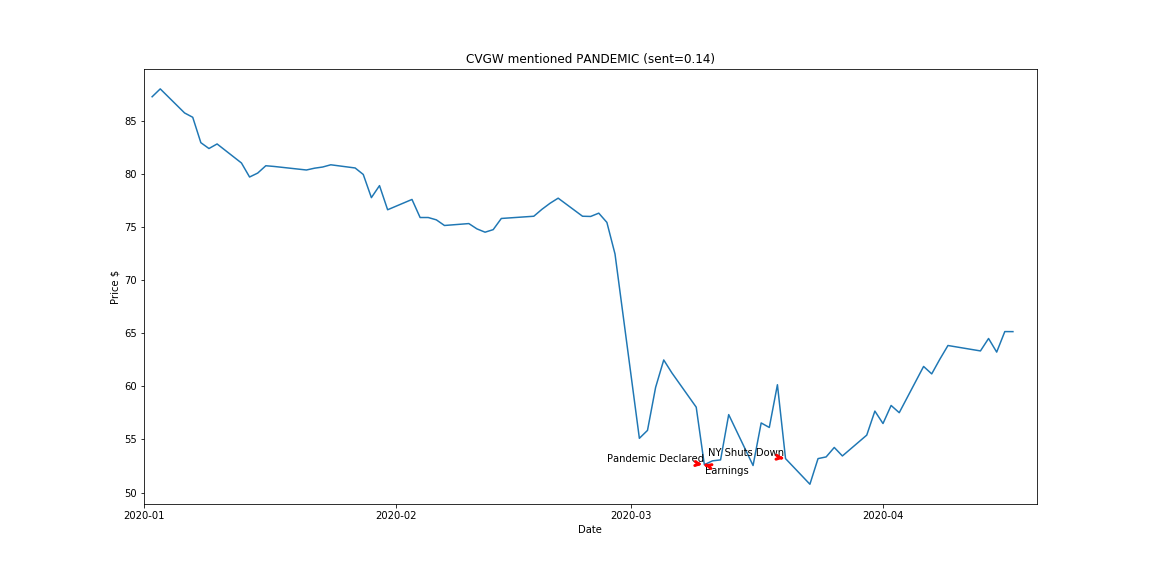 CVGW mentioned PANDEMIC (sent=0.14)
85
80
75
70
65
60
55
50
Price $
NY Shuts Down
Pandemic Declared
Earnings
2020-01
2020-02
2020-03
2020-04
Date